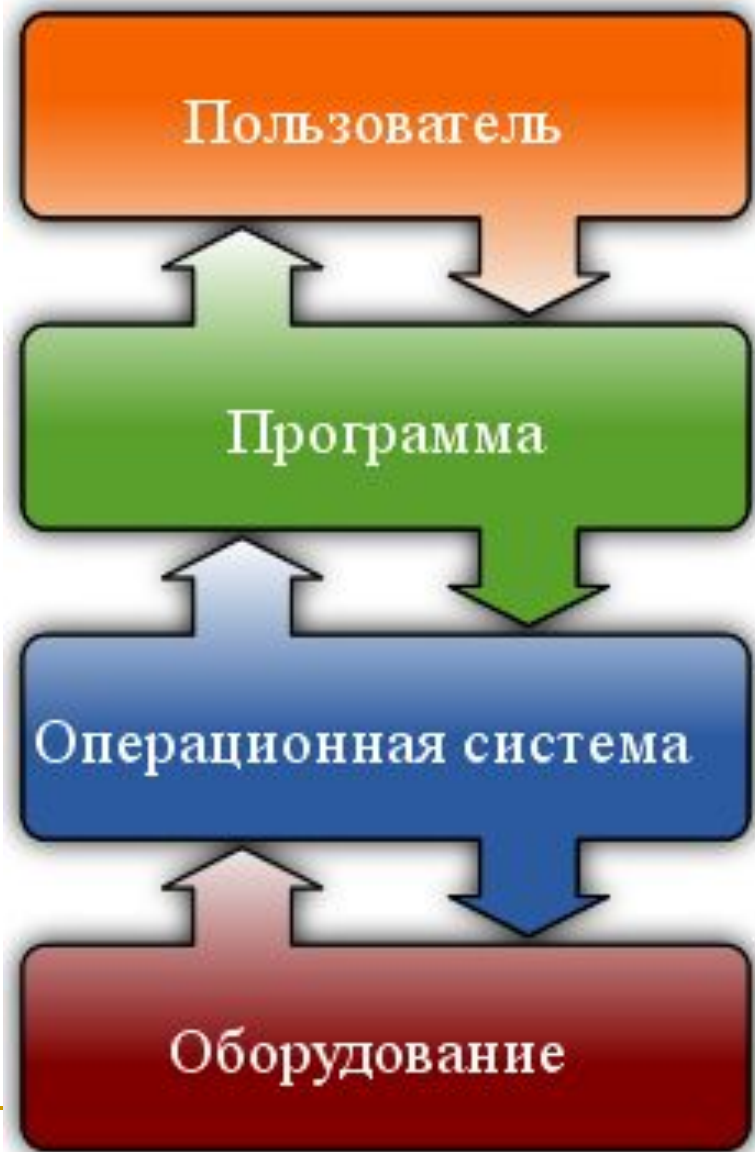 Пользователь
Программа
Операционная система
Оборудование